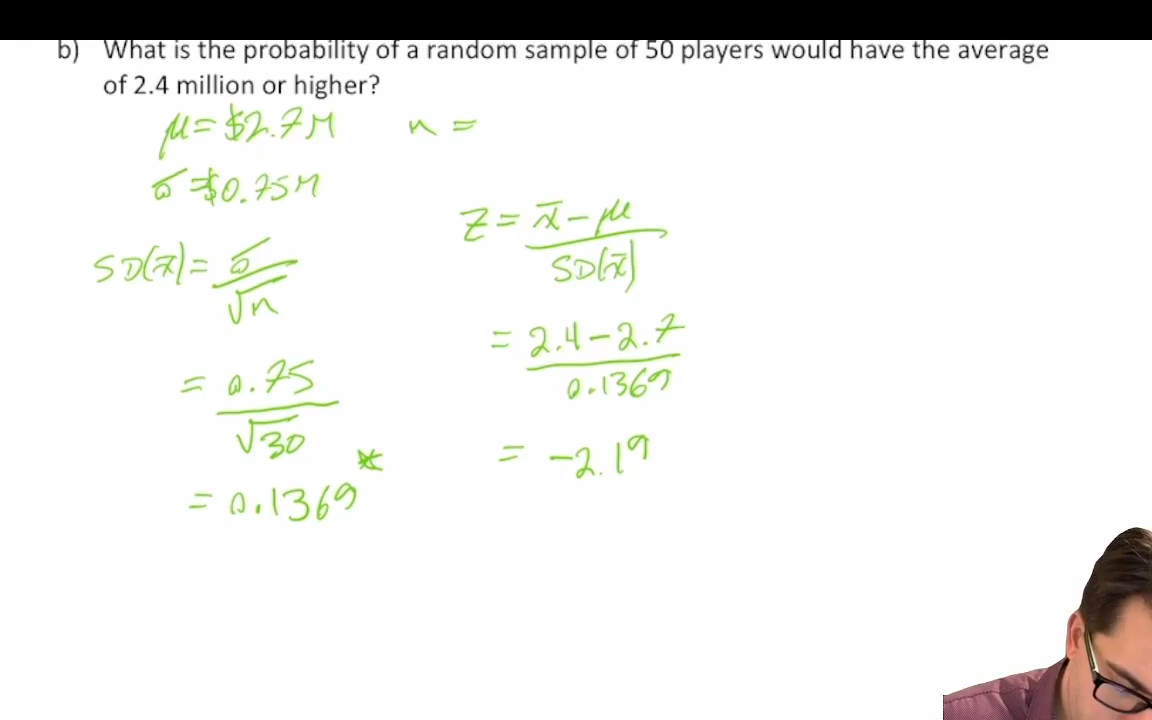 b) What is the probability of a random sample of 50 players would have the average
of 2.4 million or higher?
μ = $2.7M n =
σ = $0.75M
SD(x̄) = σ/√n
= 0.75/√30
= 0.1369 *
Z = x̄ - μ/SD(x̄)
= 2.4 - 2.7/0.1369
= -2.19